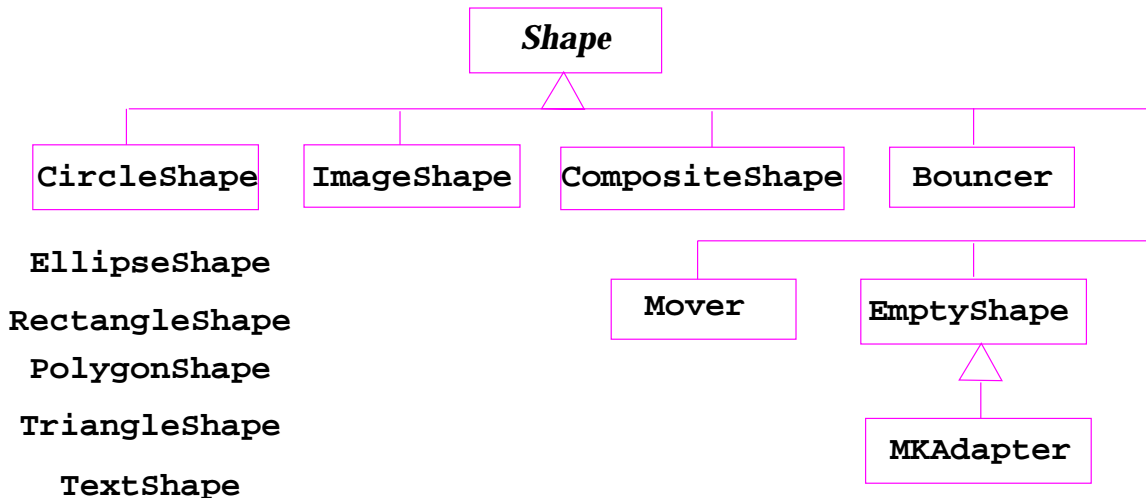 Shape
CircleShape
ImageShape
CompositeShape
Bouncer
EllipseShape
RectangleShape
PolygonShape
TriangleShape
TextShape
Mover
EmptyShape
MKAdapter